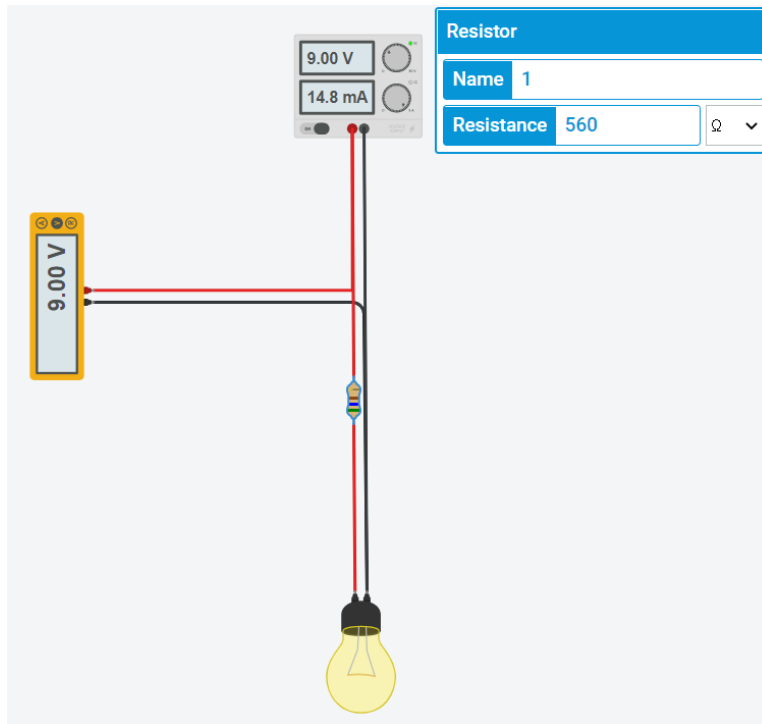 Resistor
Name 1
Resistance 560 Ω
9.00 V
14.8 mA
9.00 V
A V R